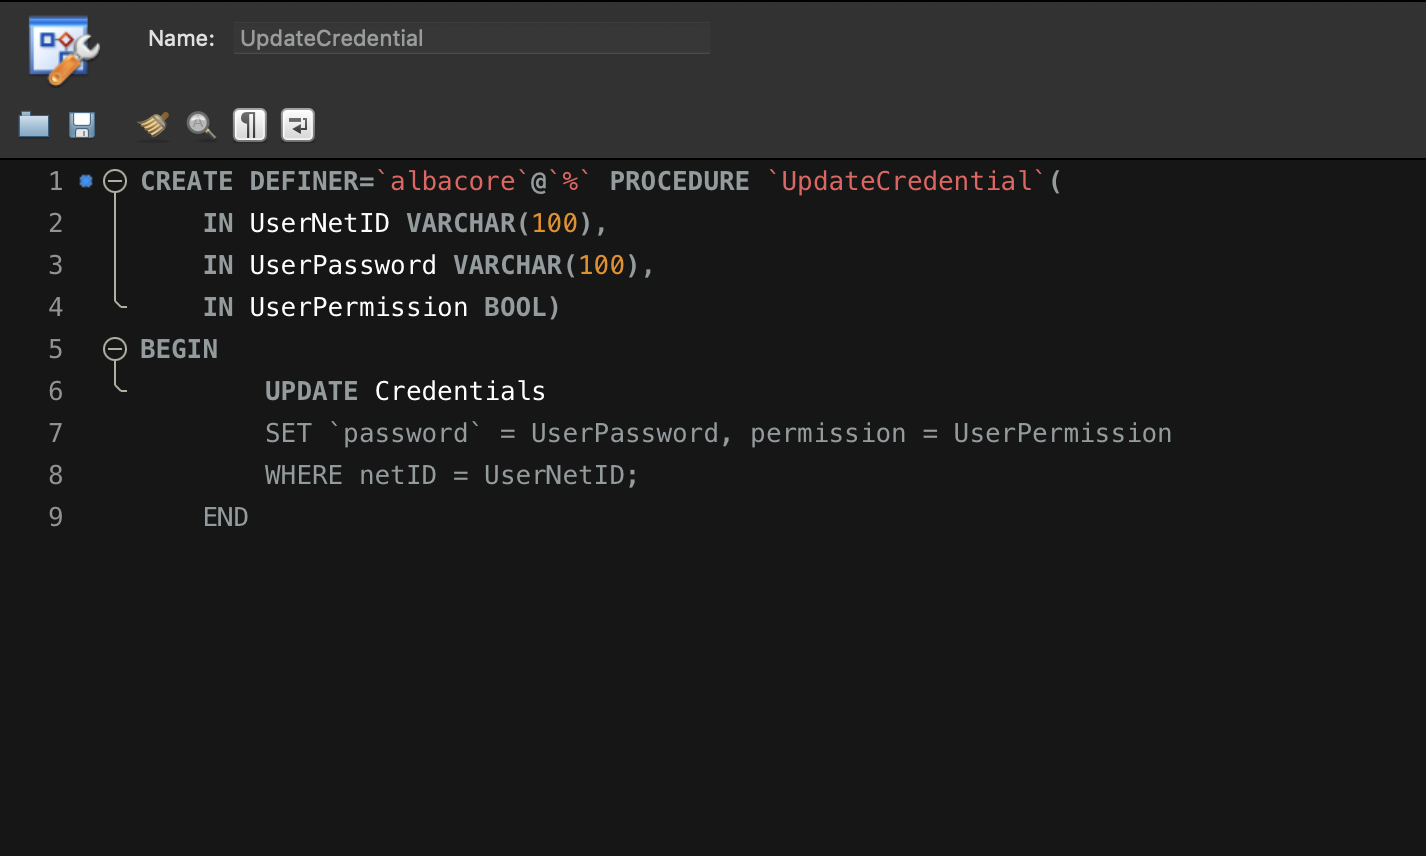 Name: UpdateCredential
1 CREATE DEFINER=`albacore`@`%` PROCEDURE `UpdateCredential`(
2 IN UserNetID VARCHAR(100),
3 IN UserPassword VARCHAR(100),
4 IN UserPermission BOOL)
5 BEGIN
6 UPDATE Credentials
7 SET `password` = UserPassword, permission = UserPermission
8 WHERE netID = UserNetID;
9 END